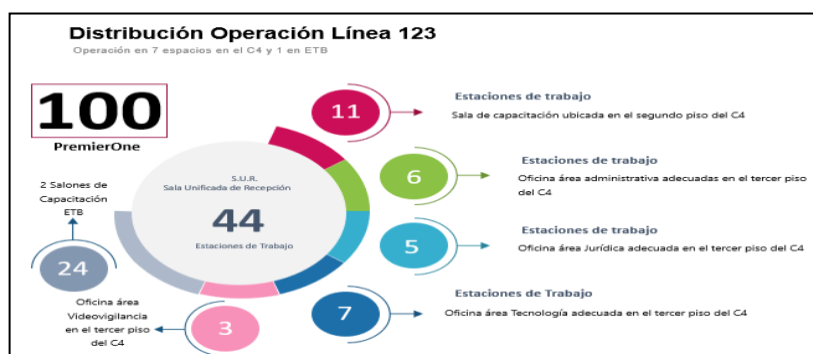 Distribución Operación Línea 123
Operación en 7 espacios en el C4 y 1 en ETB
100
PremierOne
11
Estaciones de trabajo
Sala de capacitación ubicada en el segundo piso del C4
6
Estaciones de trabajo
Oficina área administrativa adecuadas en el tercer piso
del C4
5
Estaciones de trabajo
Oficina área Jurídica adecuada en el tercer piso del C4
7
Estaciones de Trabajo
Oficina área Tecnología adecuada en el tercer piso del C4
S.U.R.
Sala Unificada de Recepción
44
Estaciones de Trabajo
2 Salones de
Capacitación
ETB
24
Oficina área
Videovigilancia
en el tercer piso
del C4
3